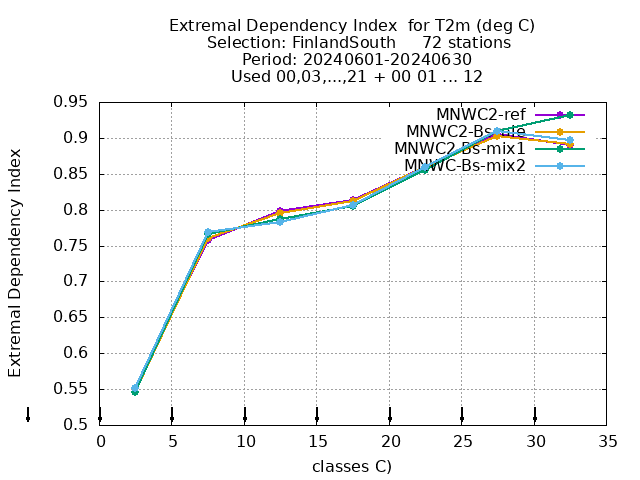 Extremal Dependency Index  for T2m (deg C)
Selection: FinlandSouth     72 stations
Period: 20240601-20240630
Used 00,03,...,21 + 00 01 ... 12
Extremal Dependency Index
0.95
0.9
0.85
0.8
0.75
0.7
0.65
0.6
0.55
0.5
MNWC2-ref
MNWC2-Bs-
MNWC2-Bs-mix1
MNWC-Bs-mix2
0
5
10
15
20
25
30
35
classes C)